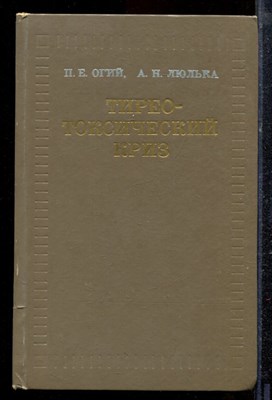 П. Е. ОГИЙ, А. Н. ЛЮЛЬКА
ТИРЕО-
ТОКСИЧЕСКИЙ
КРИЗ